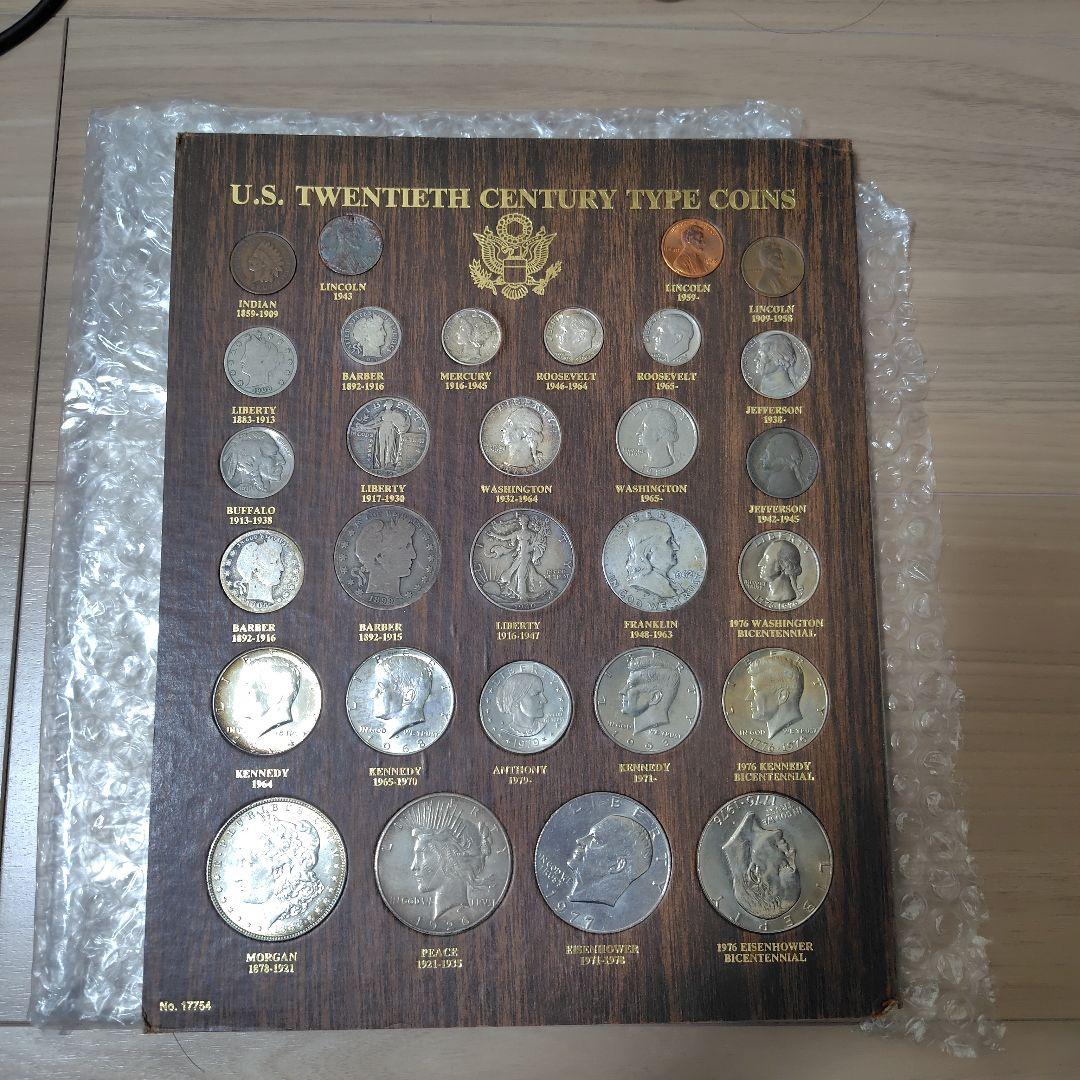 U.S. TWENTIETH CENTURY TYPE COINS
INDIAN
1859-1909
LINCOLN
1943
LINCOLN
1959-
LINCOLN
1909-1958
LIBERTY
1883-1913
BARBER
1892-1916
MERCURY
1916-1945
ROOSEVELT
1946-1964
ROOSEVELT
1965-
JEFFERSON
1938-
BUFFALO
1913-1938
LIBERTY
1917-1930
WASHINGTON
1932-1964
WASHINGTON
1965-
JEFFERSON
1942-1945
BARBER
1892-1916
BARBER
1892-1915
LIBERTY
1916-1947
FRANKLIN
1948-1963
1976 WASHINGTON
BICENTENNIAL
KENNEDY
1964
KENNEDY
1965-1970
ANTHONY
1979-
KENNEDY
1971-
1976 KENNEDY
BICENTENNIAL
MORGAN
1878-1921
PEACE
1921-1935
EISENHOWER
1971-1978
1976 EISENHOWER
BICENTENNIAL
No. 17754